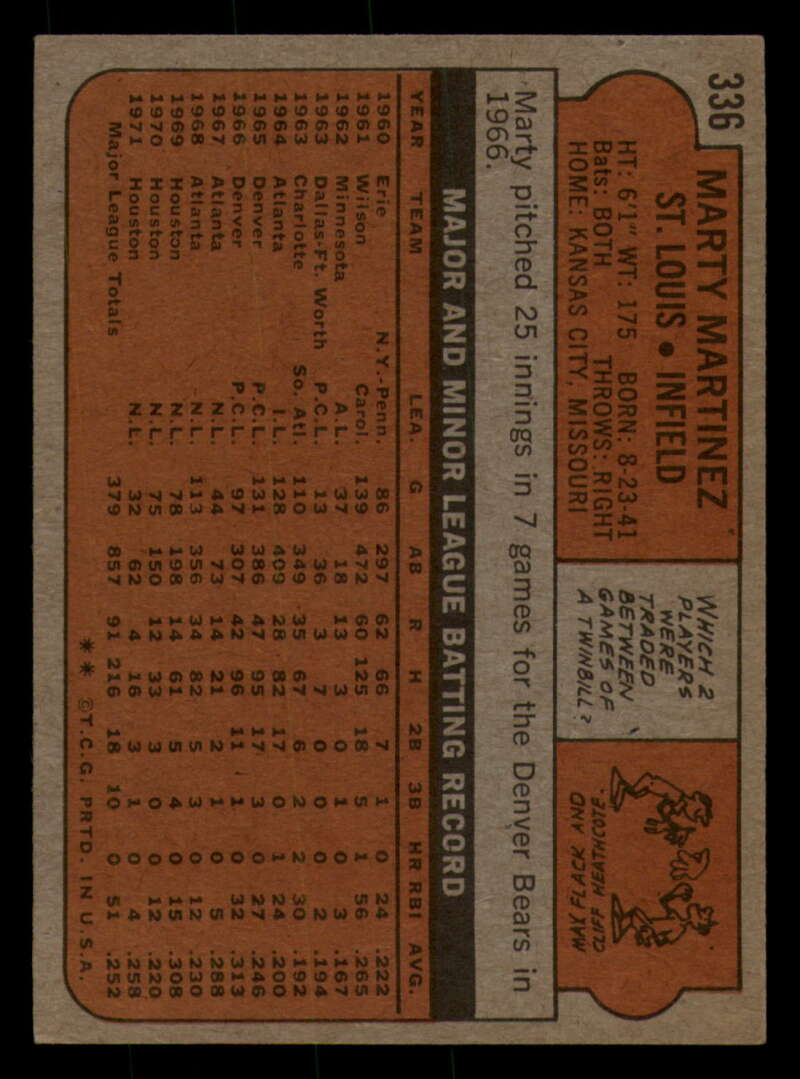 336
MARTY MARTINEZ
ST. LOUIS • INFIELD
HT: 6'1" WT: 175 BORN: 8-23-41
Bats: BOTH THROWS: RIGHT
HOME: KANSAS CITY, MISSOURI
WHICH 2
PLAYERS
WERE
TRADED
BETWEEN
GAMES OF
A TWINBILL?
MAX FLACK AND
CLIFF HEATHCOTE.
Marty pitched 25 innings in 7 games for the Denver Bears in
1966.
MAJOR AND MINOR LEAGUE BATTING RECORD
YEAR TEAM LEA. G AB R H 2B 3B HR RBI AVG.
1960 Erie N.Y.-Penn. 86 297 62 66 7 1 0 24 .222
1961 Wilson Carol. 139 472 60 125 18 5 1 56 .265
1962 Minnesota A.L. 37 18 13 3 0 1 0 3 .167
1963 Dallas-Ft. Worth P.C.L. 13 36 3 7 0 0 0 2 .194
1963 Charlotte So. Atl. 110 349 35 67 6 2 2 30 .192
1964 Atlanta I.L. 128 409 28 82 17 0 1 24 .200
1965 Denver P.C.L. 131 386 47 95 17 3 0 27 .246
1966 Denver P.C.L. 97 307 42 96 11 1 0 32 .313
1967 Atlanta N.L. 44 73 14 21 2 1 0 5 .288
1968 Atlanta N.L. 113 356 34 82 5 3 0 12 .230
1969 Houston N.L. 78 198 14 61 5 4 0 15 .308
1970 Houston N.L. 75 150 12 33 3 0 0 12 .220
1971 Houston N.L. 32 62 4 16 3 1 0 4 .258
Major League Totals 379 857 91 216 18 10 0 51 .252
** ©T.C.G. PRTD. IN U.S.A.